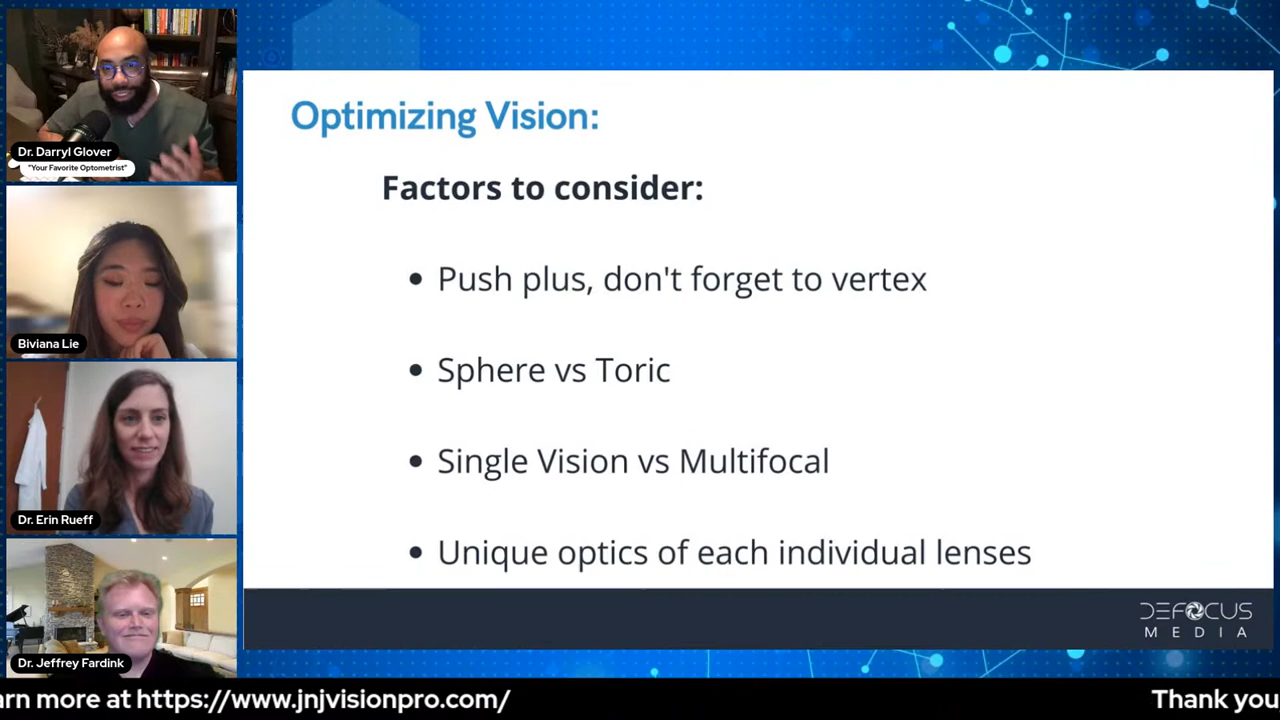 Dr. Darryl Glover
"Your Favorite Optometrist"
Biviana Lie
Dr. Erin Rueff
Dr. Jeffrey Fardink
Optimizing Vision:
Factors to consider:
• Push plus, don't forget to vertex
• Sphere vs Toric
• Single Vision vs Multifocal
• Unique optics of each individual lenses
DEFOCUS
MEDIA
arn more at https://www.jnjvisionpro.com/
Thank you